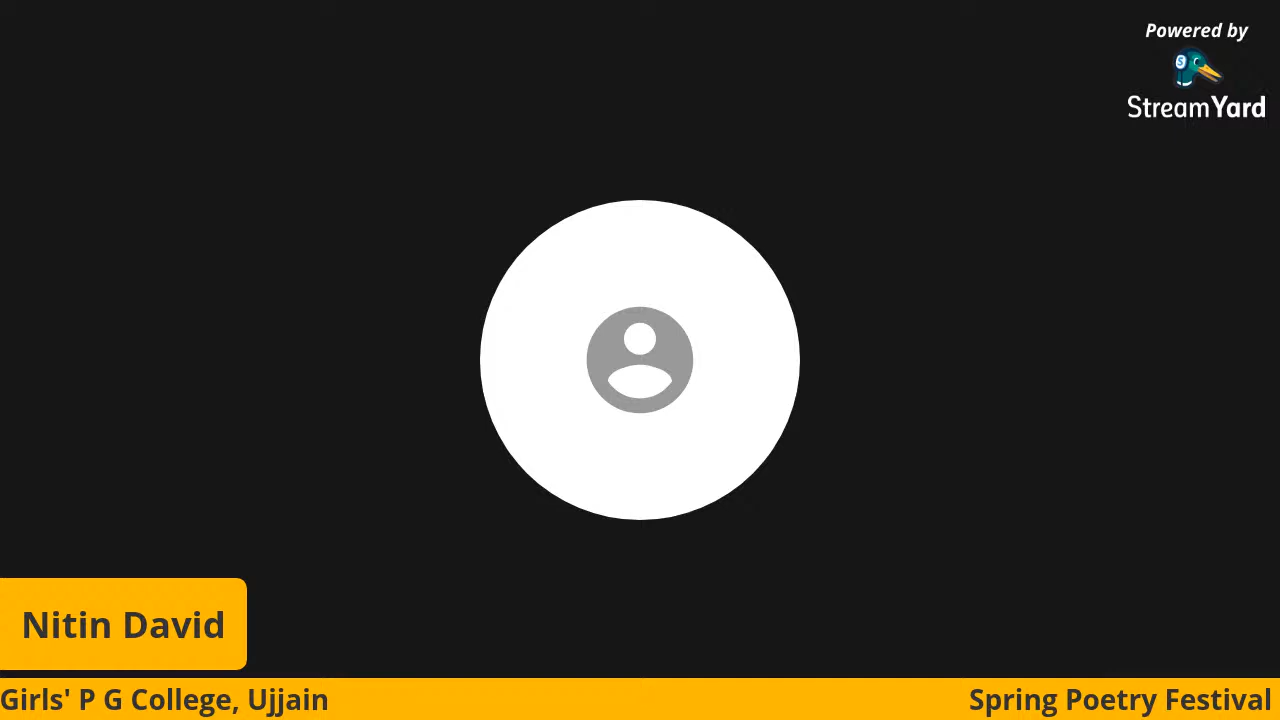 Powered by
S
StreamYard
Nitin David
Girls' P G College, Ujjain
Spring Poetry Festival